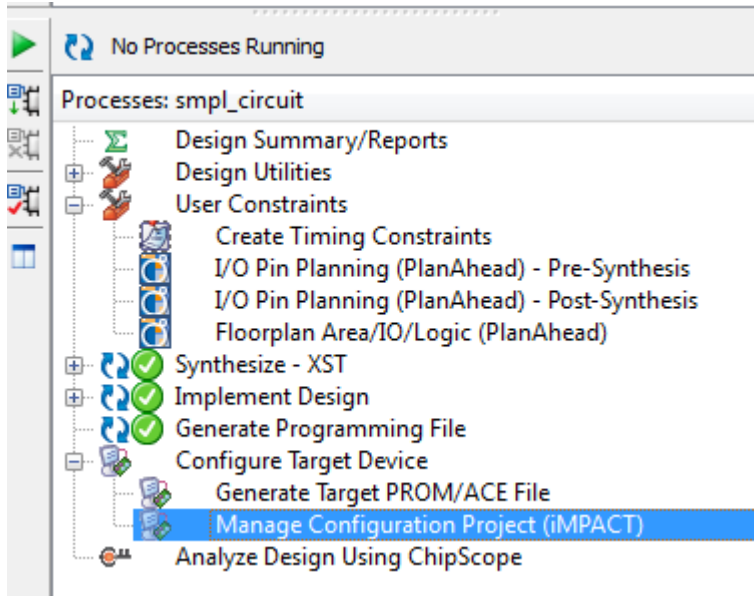 No Processes Running
Processes: smpl_circuit
Design Summary/Reports
Design Utilities
User Constraints
Create Timing Constraints
I/O Pin Planning (PlanAhead) - Pre-Synthesis
I/O Pin Planning (PlanAhead) - Post-Synthesis
Floorplan Area/IO/Logic (PlanAhead)
Synthesize - XST
Implement Design
Generate Programming File
Configure Target Device
Generate Target PROM/ACE File
Manage Configuration Project (iMPACT)
Analyze Design Using ChipScope